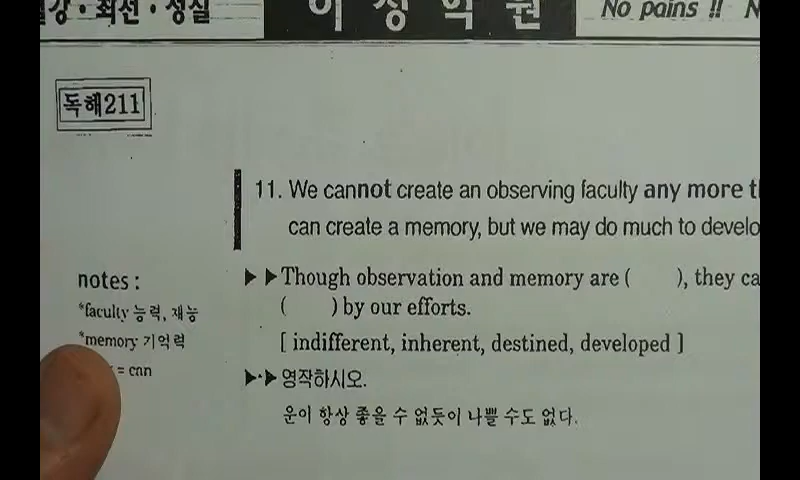 최선·성실
No pains !!
독해211
11. We cannot create an observing faculty any more
can create a memory, but we may do much to develo
notes :
▶ ▶ Though observation and memory are (      ), they ca
*faculty 능력, 재능
(      ) by our efforts.
*memory 기억력
[ indifferent, inherent, destined, developed ]
= can
▶·▶ 영작하시오.
운이 항상 좋을 수 없듯이 나쁠 수도 없다.